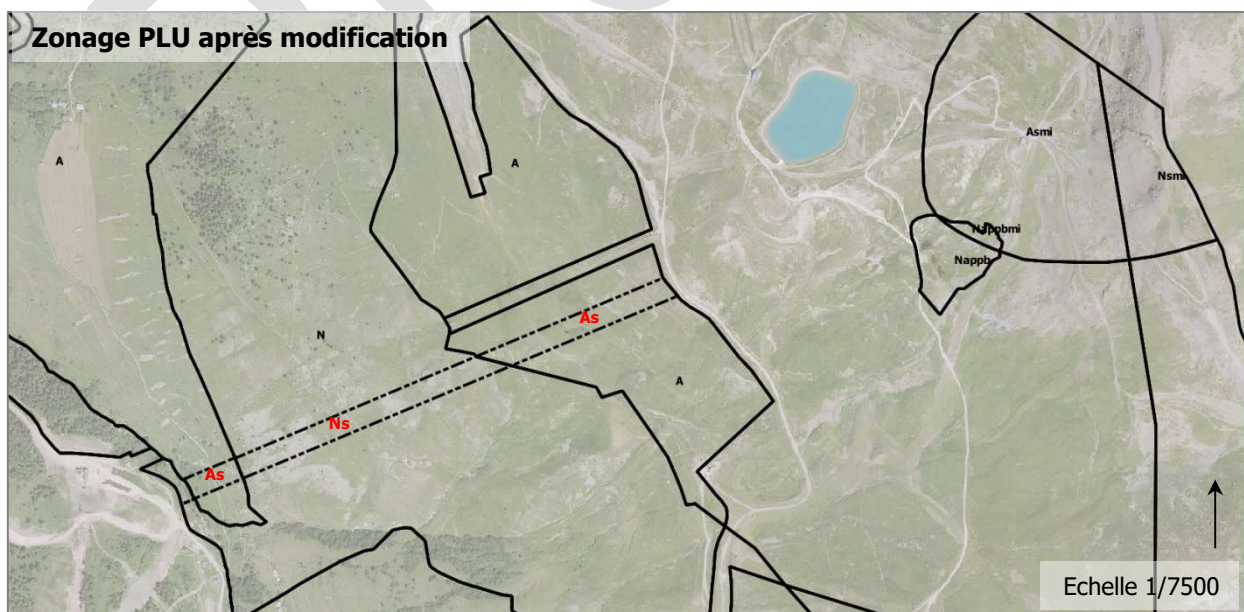 Zonage PLU après modification
Asmi
A
A
Nsmi
Nappbmi
Nappb
As
N
A
Ns
As
Echelle 1/7500